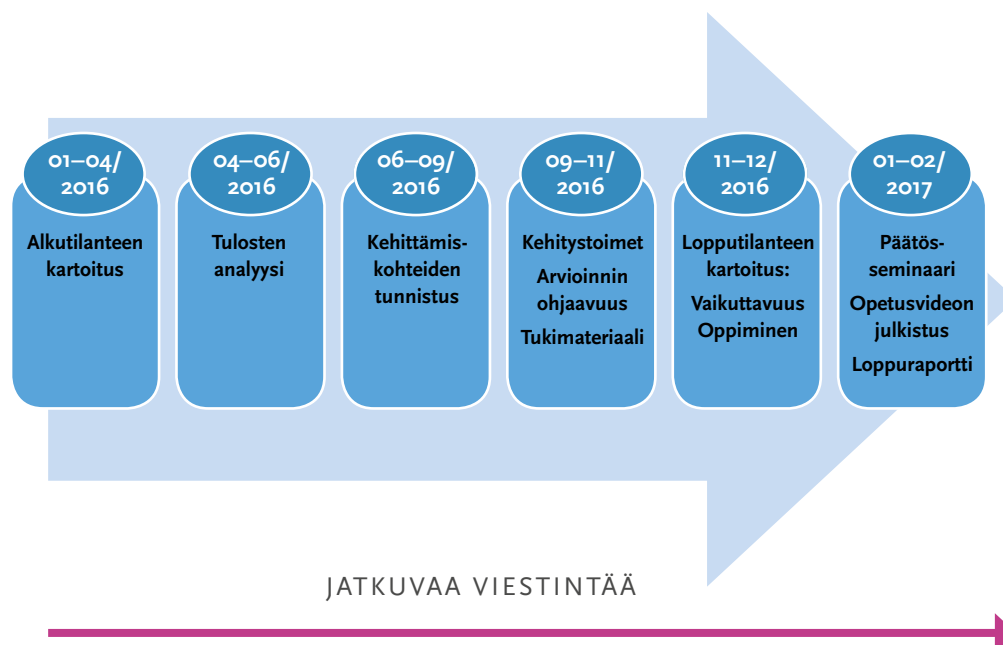 01–04/
2016
Alkutilanteen
kartoitus
04–06/
2016
Tulosten
analyysi
06–09/
2016
Kehittämis-
kohteiden
tunnistus
09–11/
2016
Kehitystoimet
Arvioinnin
ohjaavuus
Tukimateriaali
11–12/
2016
Lopputilanteen
kartoitus:
Vaikuttavuus
Oppiminen
01–02/
2017
Päätös-
seminaari
Opetusvideon
julkistus
Loppuraportti
JATKUVAA VIESTINTÄÄ